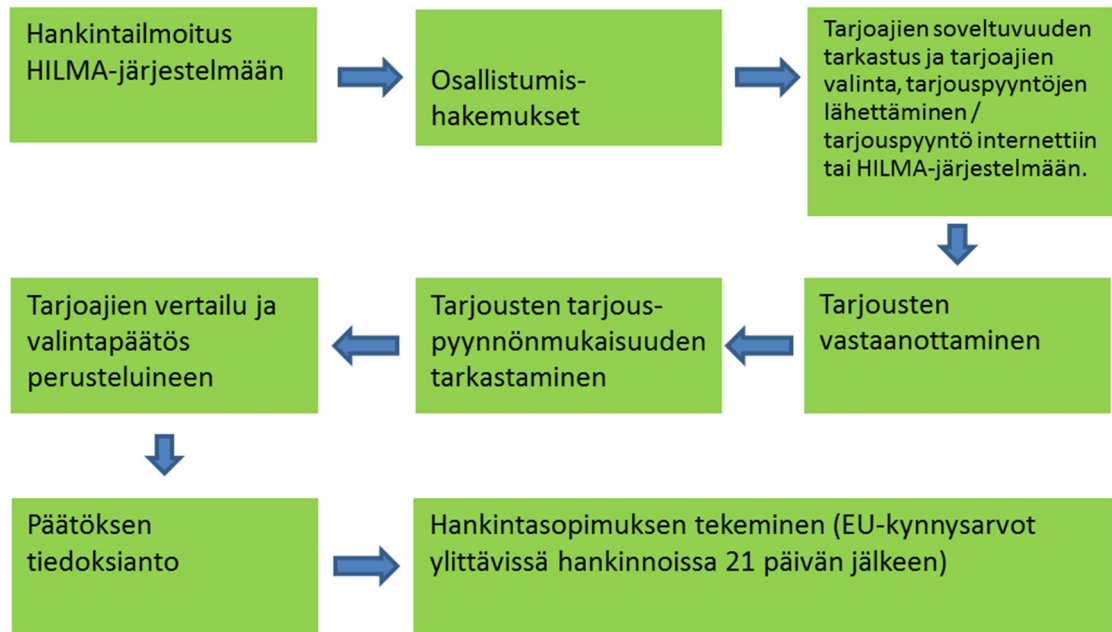 Hankintailmoitus
HILMA-järjestelmään
Osallistumis-
hakemukset
Tarjoajien soveltuvuuden
tarkastus ja tarjoajien
valinta, tarjouspyyntöjen
lähettäminen /
tarjouspyyntö internettiin
tai HILMA-järjestelmään.
Tarjousten
vastaanottaminen
Tarjousten tarjous-
pyynnönmukaisuuden
tarkastaminen
Tarjoajien vertailu ja
valintapäätös
perusteluineen
Päätöksen
tiedoksianto
Hankintasopimuksen tekeminen (EU-kynnysarvot
ylittävissä hankinnoissa 21 päivän jälkeen)